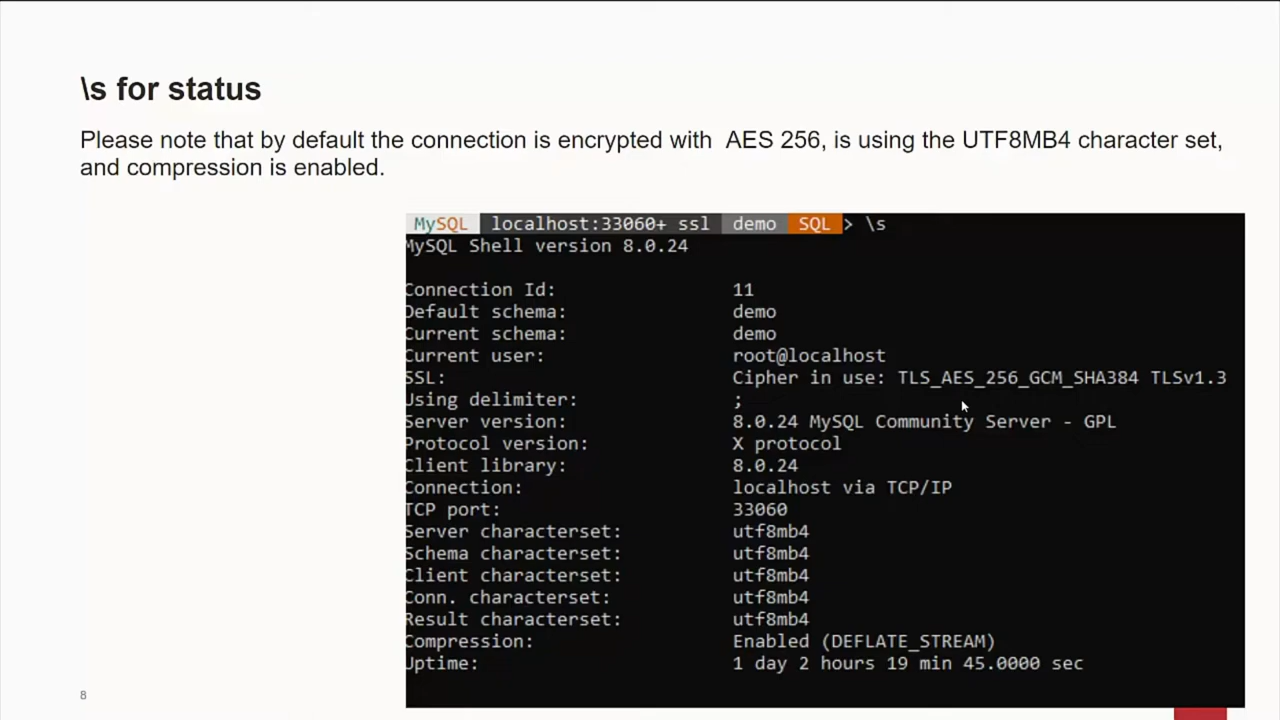 \s for status
Please note that by default the connection is encrypted with  AES 256, is using the UTF8MB4 character set,
and compression is enabled.
MySQL localhost:33060+ ssl demo SQL > \s
MySQL Shell version 8.0.24
Connection Id: 11
Default schema: demo
Current schema: demo
Current user: root@localhost
SSL: Cipher in use: TLS_AES_256_GCM_SHA384 TLSv1.3
Using delimiter: ;
Server version: 8.0.24 MySQL Community Server - GPL
Protocol version: X protocol
Client library: 8.0.24
Connection: localhost via TCP/IP
TCP port: 33060
Server characterset: utf8mb4
Schema characterset: utf8mb4
Client characterset: utf8mb4
Conn. characterset: utf8mb4
Result characterset: utf8mb4
Compression: Enabled (DEFLATE_STREAM)
Uptime: 1 day 2 hours 19 min 45.0000 sec
8